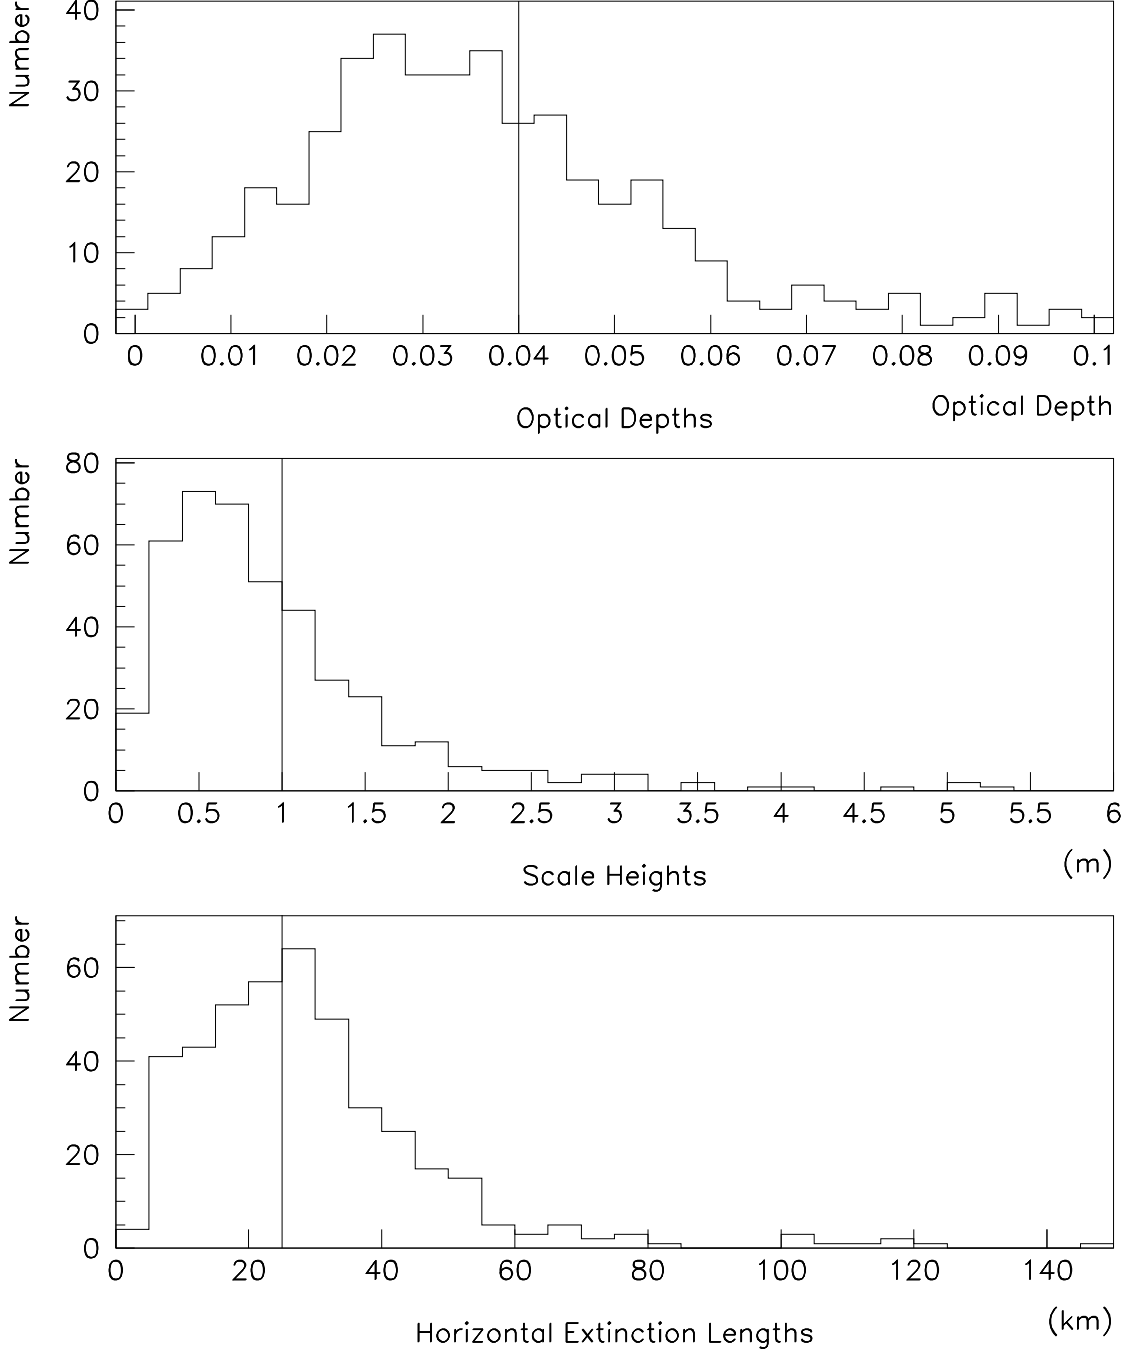 Number
40
30
20
10
0
0 0.01 0.02 0.03 0.04 0.05 0.06 0.07 0.08 0.09 0.1
Optical Depth
Optical Depths
Number
80
60
40
20
0
0 0.5 1 1.5 2 2.5 3 3.5 4 4.5 5 5.5 6
(m)
Scale Heights
Number
60
40
20
0
0 20 40 60 80 100 120 140
(km)
Horizontal Extinction Lengths